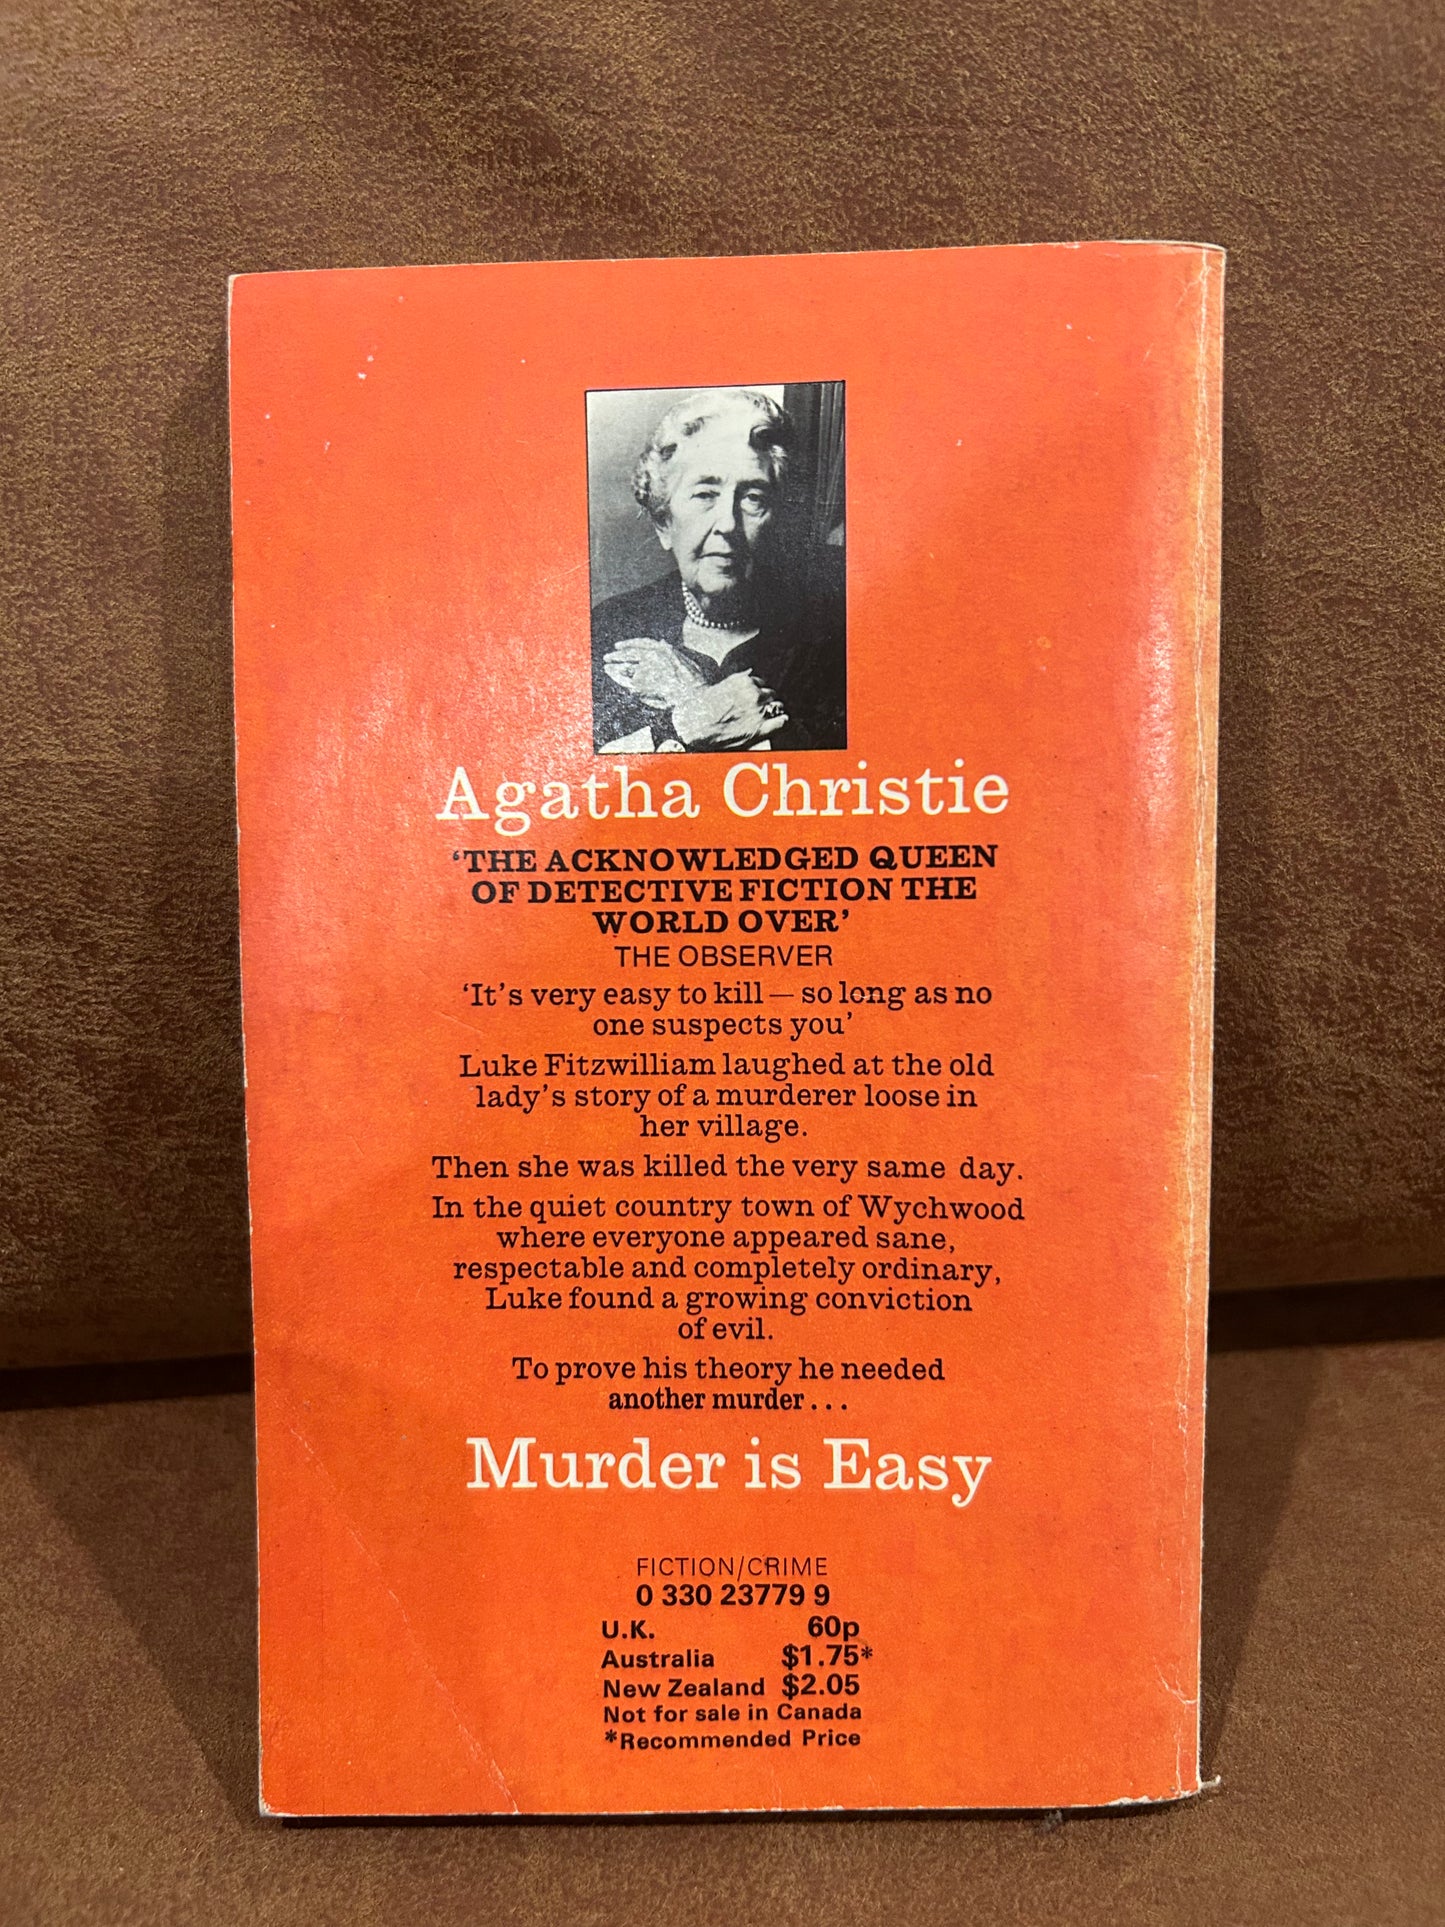 Agatha Christie
‘THE ACKNOWLEDGED QUEEN
OF DETECTIVE FICTION THE
WORLD OVER’
THE OBSERVER
‘It’s very easy to kill — so long as no
one suspects you’
Luke Fitzwilliam laughed at the old
lady’s story of a murderer loose in
her village.
Then she was killed the very same day.
In the quiet country town of Wychwood
where everyone appeared sane,
respectable and completely ordinary,
Luke found a growing conviction
of evil.
To prove his theory he needed
another murder . . .
Murder is Easy
FICTION/CRIME
0 330 23779 9
U.K. 60p
Australia $1.75*
New Zealand $2.05
Not for sale in Canada
*Recommended Price